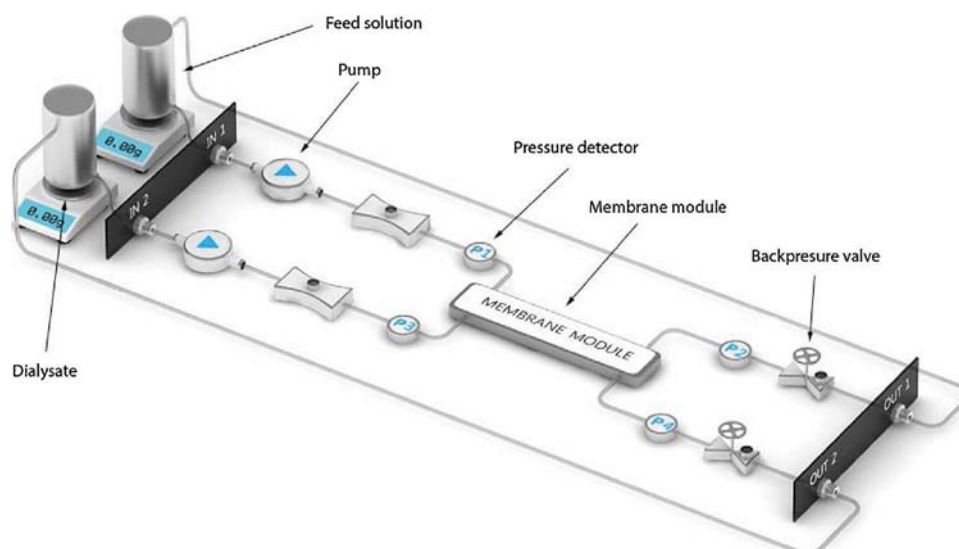 Feed solution
Pump
0.00g
IN 1
Pressure detector
0.00g
IN 2
Membrane module
P1
Backpresure valve
MEMBRANE MODULE
P3
Dialysate
P2
OUT 1
P4
OUT 2